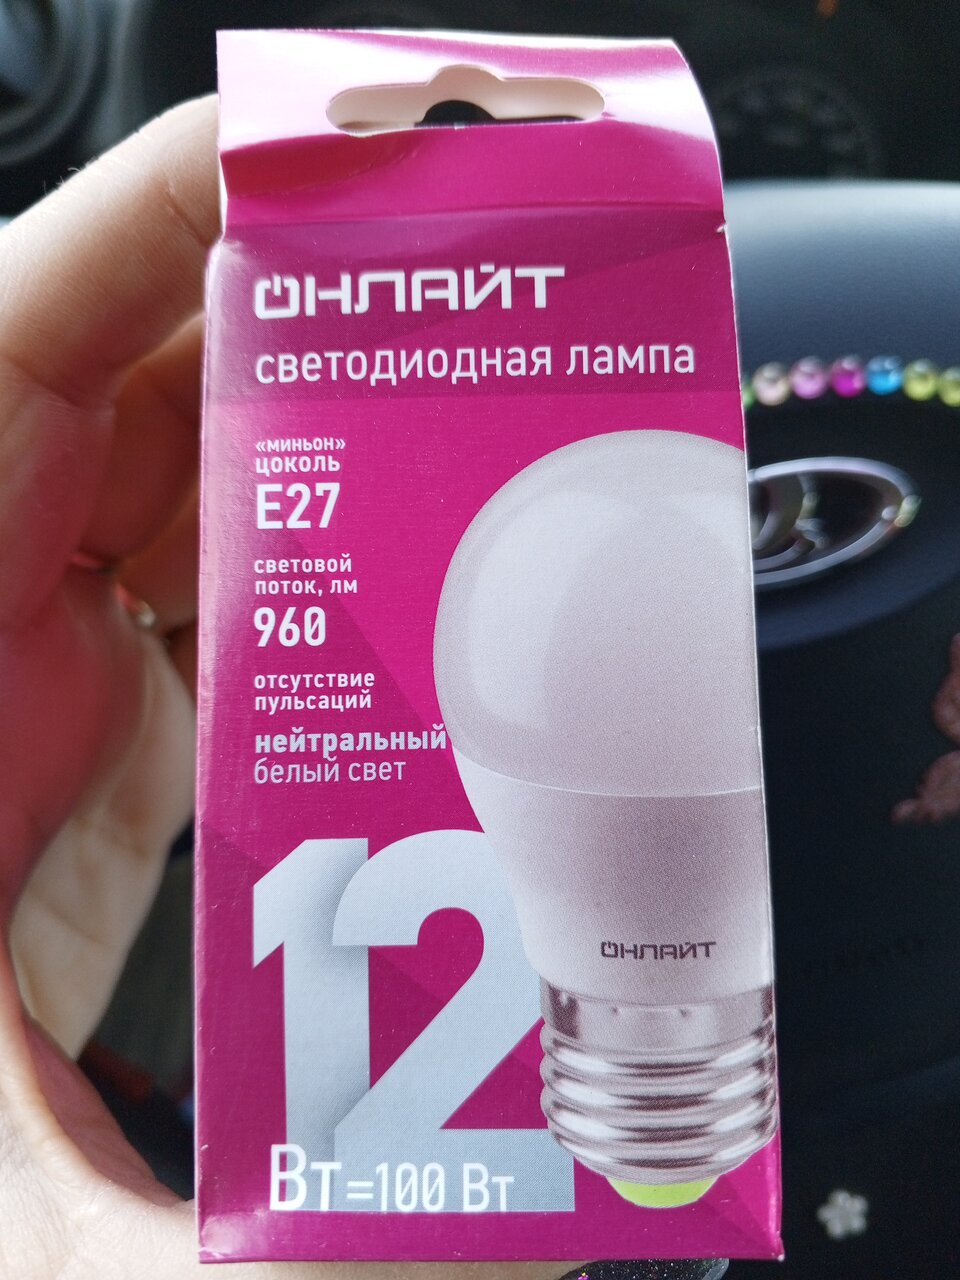 ОНЛАЙТ
светодиодная лампа
«миньон»
цоколь
E27
световой
поток, лм
960
отсутствие
пульсаций
нейтральный
белый свет
12
Вт=100 Вт
ОНЛАЙТ